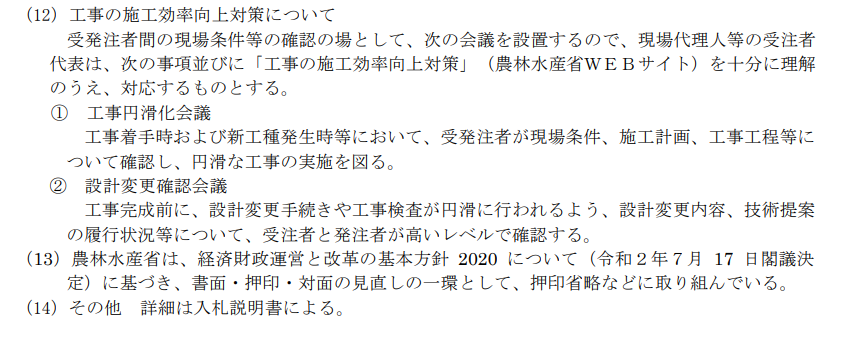 （12）工事の施工効率向上対策について
受発注者間の現場条件等の確認の場として、次の会議を設置するので、現場代理人等の受注者
代表は、次の事項並びに「工事の施工効率向上対策」（農林水産省ＷＥＢサイト）を十分に理解
のうえ、対応するものとする。
① 工事円滑化会議
工事着手時および新工種発生時等において、受発注者が現場条件、施工計画、工事工程等に
ついて確認し、円滑な工事の実施を図る。
② 設計変更確認会議
工事完成前に、設計変更手続きや工事検査が円滑に行われるよう、設計変更内容、技術提案
の履行状況等について、受注者と発注者が高いレベルで確認する。
（13）農林水産省は、経済財政運営と改革の基本方針 2020 について（令和２年７月 17 日閣議決
定）に基づき、書面・押印・対面の見直しの一環として、押印省略などに取り組んでいる。
（14）その他　詳細は入札説明書による。